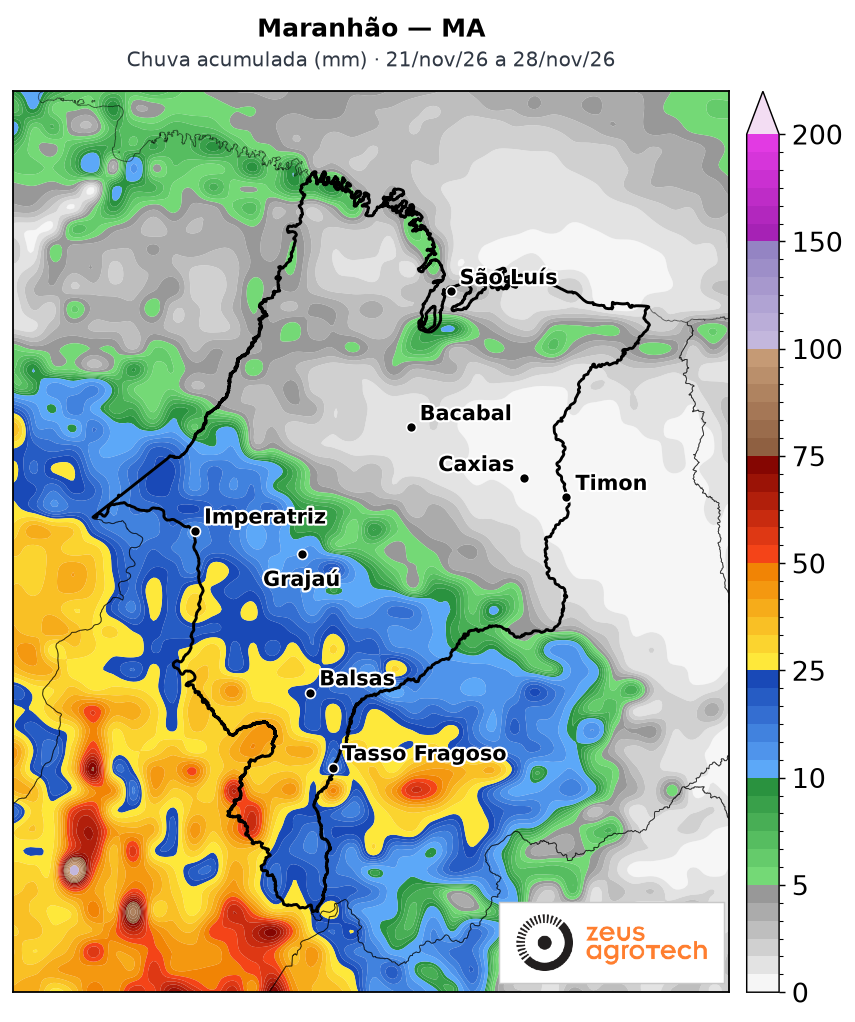 Maranhão — MA
Chuva acumulada (mm) · 21/nov/26 a 28/nov/26
200
150
100
75
50
25
10
5
0
São Luís
Bacabal
Caxias
Timon
Imperatriz
Grajaú
Balsas
Tasso Fragoso
zeus
agrotech